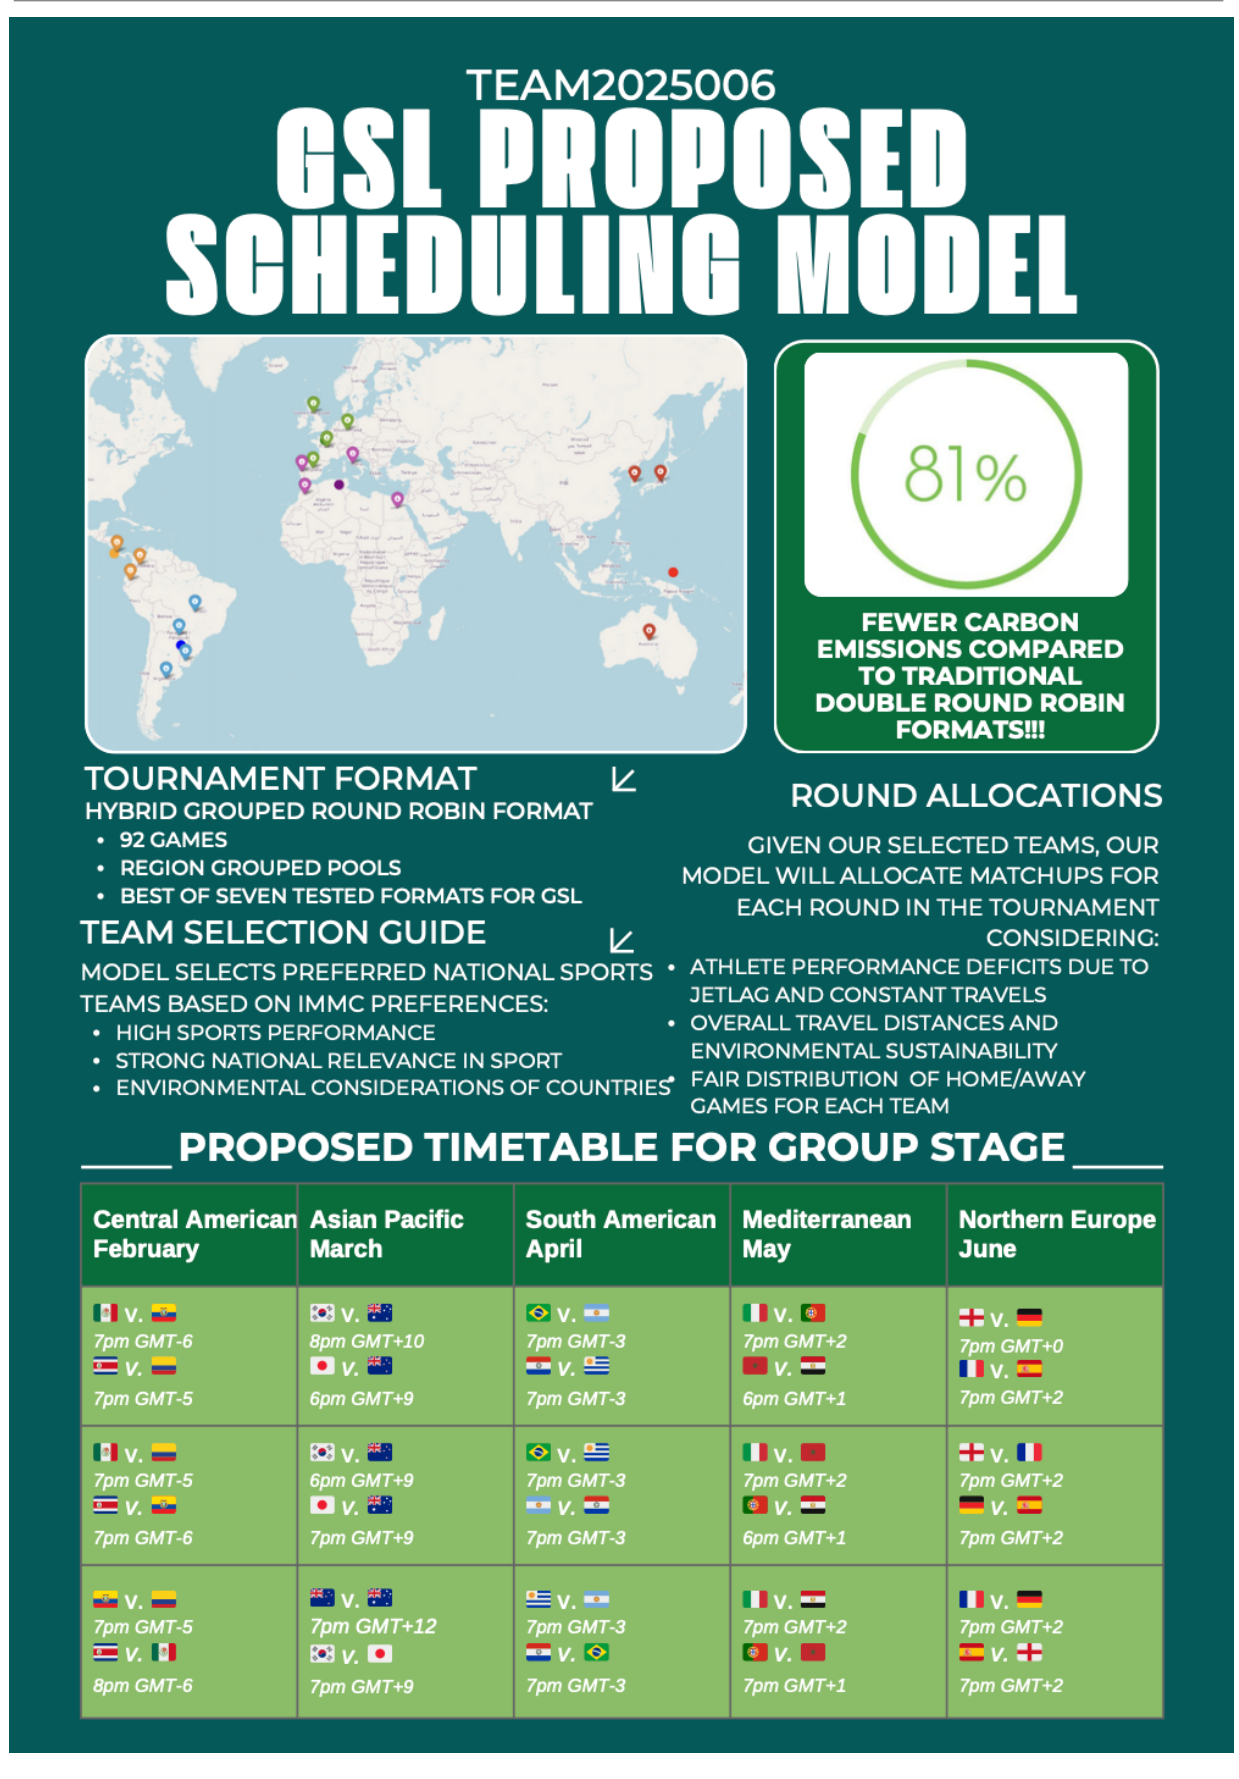 TEAM2025006
GSL PROPOSED
SCHEDULING MODEL
81%
FEWER CARBON
EMISSIONS COMPARED
TO TRADITIONAL
DOUBLE ROUND ROBIN
FORMATS!!!
TOURNAMENT FORMAT
HYBRID GROUPED ROUND ROBIN FORMAT
• 92 GAMES
• REGION GROUPED POOLS
• BEST OF SEVEN TESTED FORMATS FOR GSL
TEAM SELECTION GUIDE
MODEL SELECTS PREFERRED NATIONAL SPORTS
TEAMS BASED ON IMMC PREFERENCES:
• HIGH SPORTS PERFORMANCE
• STRONG NATIONAL RELEVANCE IN SPORT
• ENVIRONMENTAL CONSIDERATIONS OF COUNTRIES
ROUND ALLOCATIONS
GIVEN OUR SELECTED TEAMS, OUR
MODEL WILL ALLOCATE MATCHUPS FOR
EACH ROUND IN THE TOURNAMENT
CONSIDERING:
• ATHLETE PERFORMANCE DEFICITS DUE TO
JETLAG AND CONSTANT TRAVELS
• OVERALL TRAVEL DISTANCES AND
ENVIRONMENTAL SUSTAINABILITY
• FAIR DISTRIBUTION OF HOME/AWAY
GAMES FOR EACH TEAM
PROPOSED TIMETABLE FOR GROUP STAGE
Central American
February
Asian Pacific
March
South American
April
Mediterranean
May
Northern Europe
June
v.
7pm GMT-6
v.
7pm GMT-5
v.
8pm GMT+10
v.
6pm GMT+9
v.
7pm GMT-3
v.
7pm GMT-3
v.
7pm GMT+2
v.
6pm GMT+1
v.
7pm GMT+0
v.
7pm GMT+2
v.
7pm GMT-5
v.
7pm GMT-6
v.
6pm GMT+9
v.
7pm GMT+9
v.
7pm GMT-3
v.
7pm GMT-3
v.
7pm GMT+2
v.
6pm GMT+1
v.
7pm GMT+2
v.
7pm GMT+2
v.
7pm GMT-5
v.
8pm GMT-6
v.
7pm GMT+12
v.
7pm GMT+9
v.
7pm GMT-3
v.
7pm GMT-3
v.
7pm GMT+2
v.
7pm GMT+1
v.
7pm GMT+2
v.
7pm GMT+2